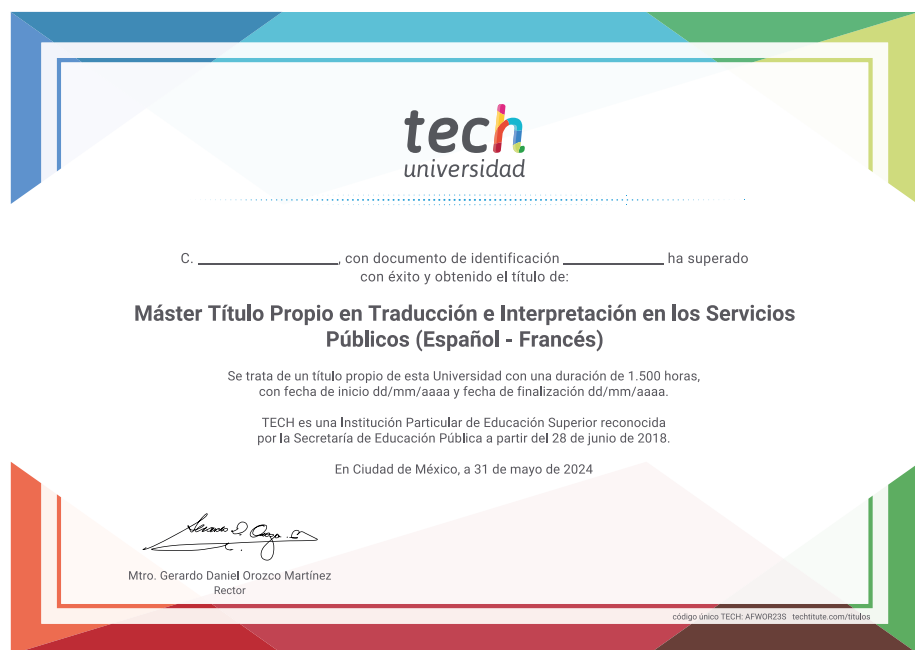 tech
universidad
C. ________________, con documento de identificación ____________ ha superado
con éxito y obtenido el título de:
Máster Título Propio en Traducción e Interpretación en los Servicios
Públicos (Español - Francés)
Se trata de un título propio de esta Universidad con una duración de 1.500 horas,
con fecha de inicio dd/mm/aaaa y fecha de finalización dd/mm/aaaa.
TECH es una Institución Particular de Educación Superior reconocida
por la Secretaría de Educación Pública a partir del 28 de junio de 2018.
En Ciudad de México, a 31 de mayo de 2024
Mtro. Gerardo Daniel Orozco Martínez
Rector
código único TECH: AFWOR23S techtitute.com/titulos